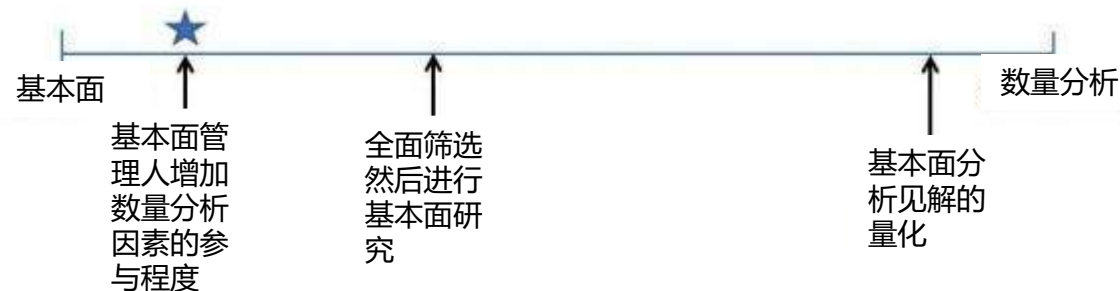 基本面
数量分析
基本面管
理人增加
数量分析
因素的参
与程度
全面筛选
然后进行
基本面研
究
基本面分
析见解的
量化